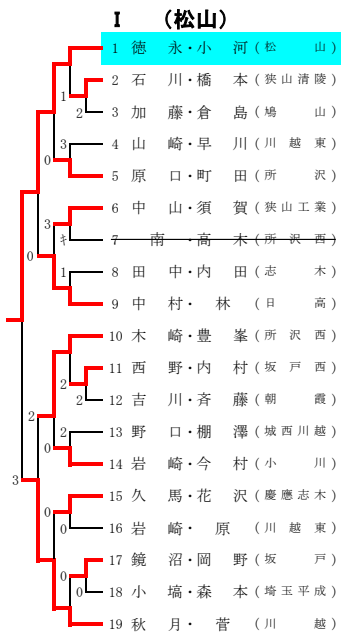 I （松山）
1 徳 永・小 河（松 山）
2 石 川・橋 本（狭山清陵）
3 加 藤・倉 島（鳩 山）
4 山 崎・早 川（川 越 東）
5 原 口・町 田（所 沢）
6 中 山・須 賀（狭山工業）
7 南 ・高 木（所 沢 西）
8 田 中・内 田（志 木）
9 中 村・ 林（日 高）
10 木 崎・豊 峯（所 沢 西）
11 西 野・内 村（坂 戸 西）
12 吉 川・斉 藤（朝 霞）
13 野 口・棚 澤（城西川越）
14 岩 崎・今 村（小 川）
15 久 馬・花 沢（慶應志木）
16 岩 崎・ 原（川 越 東）
17 鏡 沼・岡 野（坂 戸）
18 小 塙・森 本（埼玉平成）
19 秋 月・ 菅（川 越）
1
2
3
0
3
キ
1
0
2
2
2
0
2
3
0
0
0
0
0